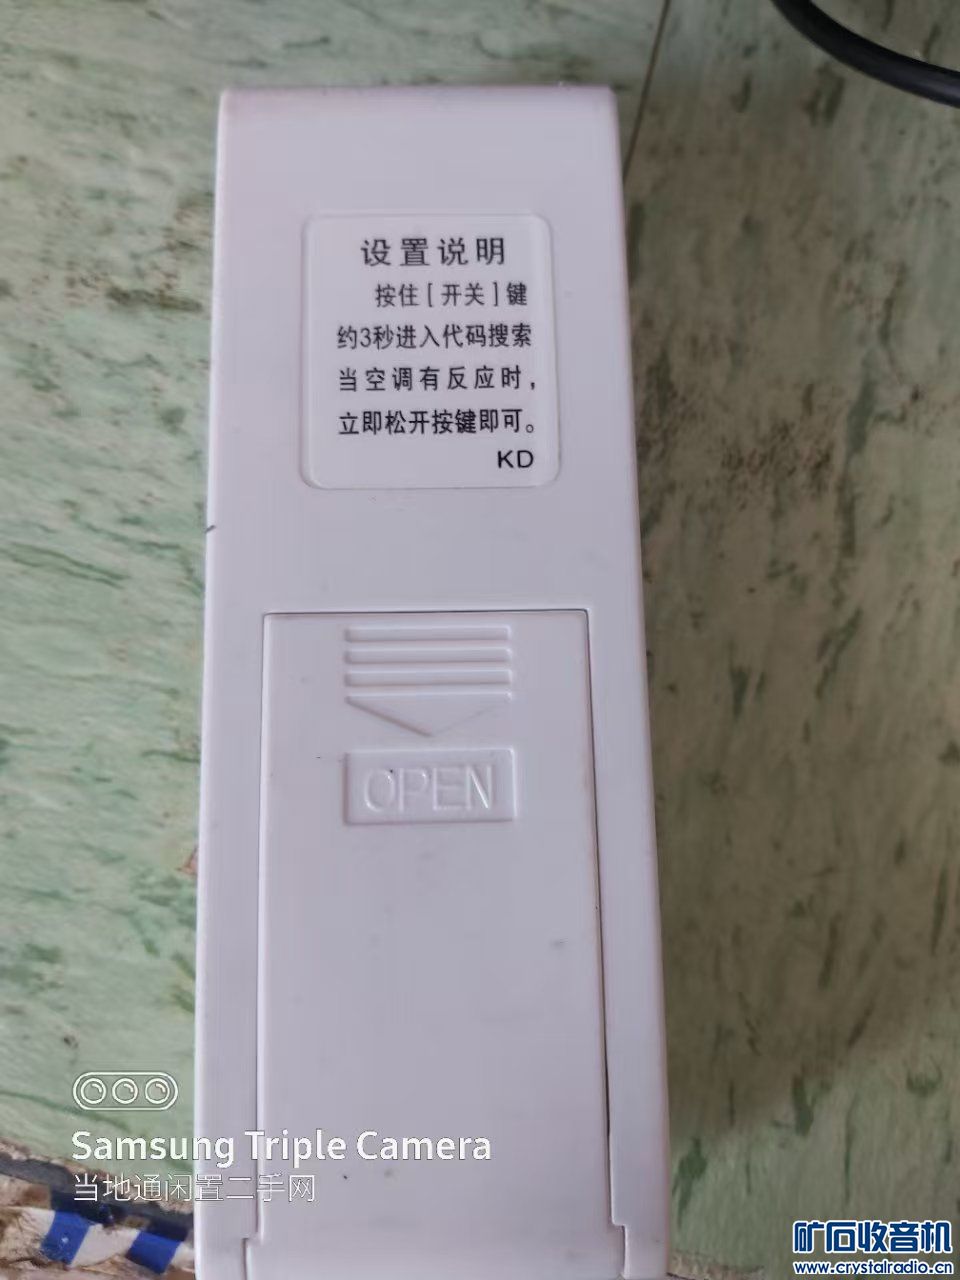 设置说明
按住[开关]键
约3秒进入代码搜索
当空调有反应时，
立即松开按键即可。
KD
OPEN
Samsung Triple Camera
当地通闲置二手网
矿石收音机
www.crystalradio.cn